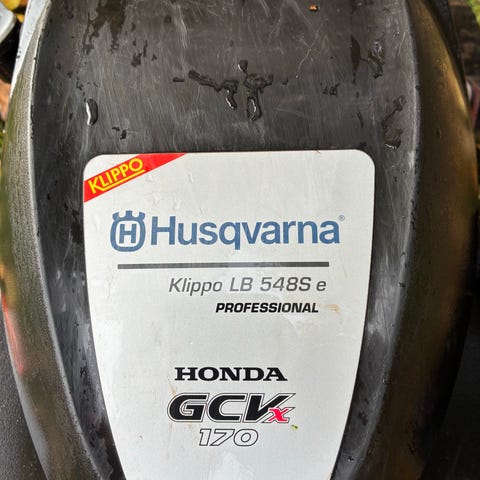 KLIPPO
Husqvarna®
Klippo LB 548S e
PROFESSIONAL
HONDA
GCVx
170